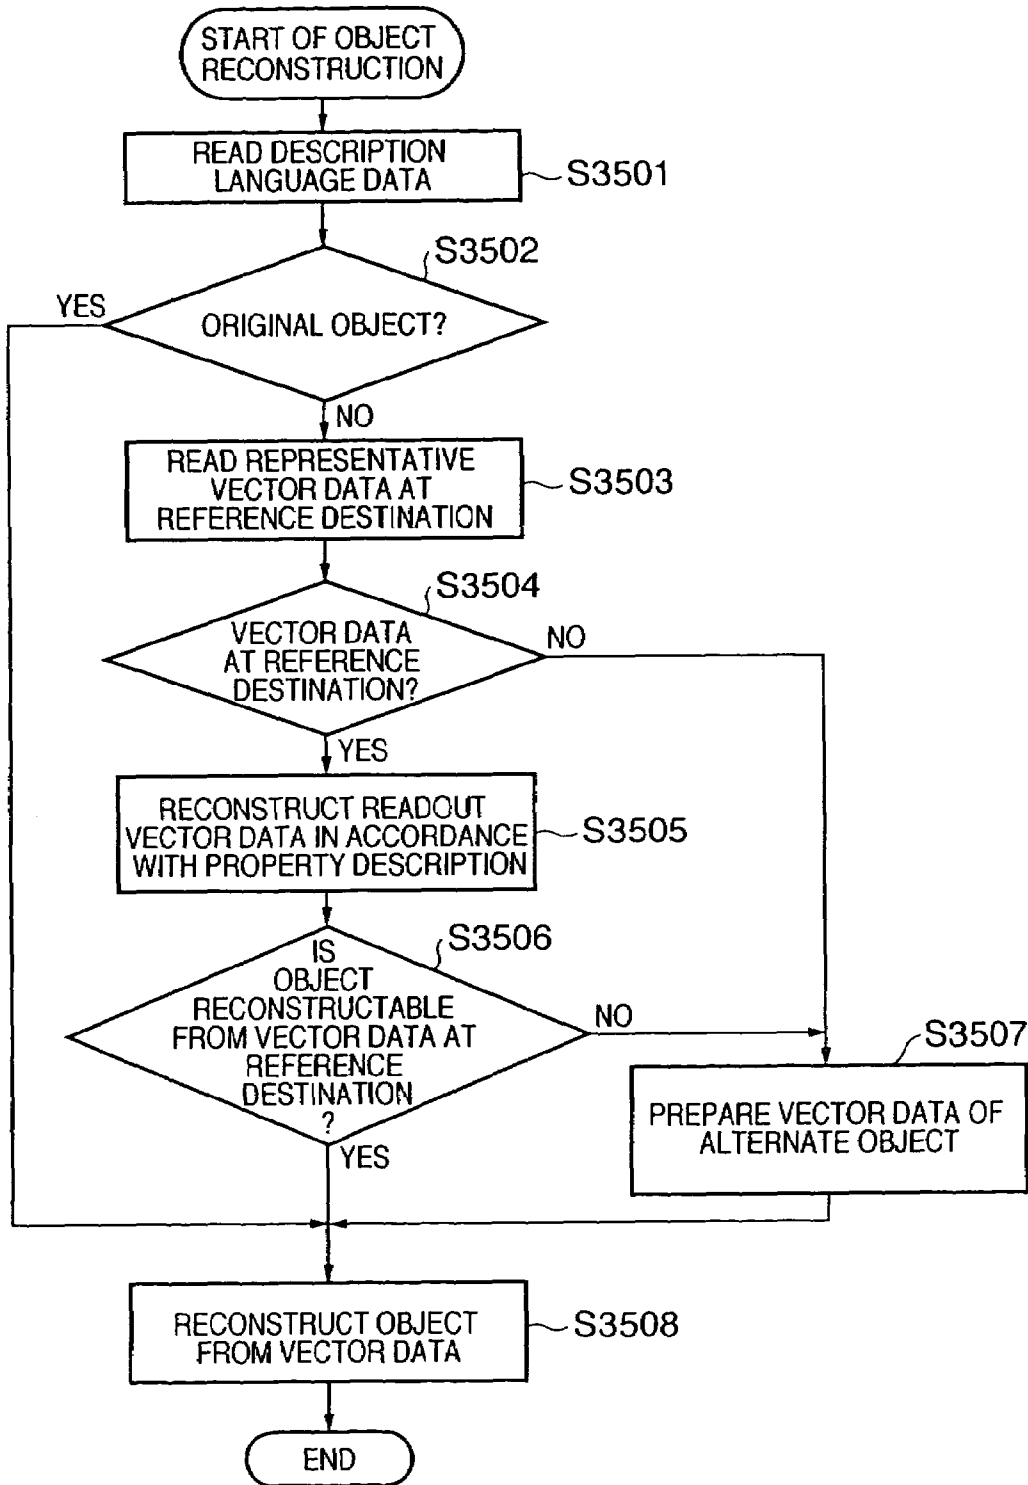 START OF OBJECT
RECONSTRUCTION
READ DESCRIPTION
LANGUAGE DATA
S3501
S3502
YES
ORIGINAL OBJECT?
NO
READ REPRESENTATIVE
VECTOR DATA AT
REFERENCE DESTINATION
S3503
S3504
VECTOR DATA
AT REFERENCE
DESTINATION?
NO
YES
RECONSTRUCT READOUT
VECTOR DATA IN ACCORDANCE
WITH PROPERTY DESCRIPTION
S3505
S3506
IS
OBJECT
RECONSTRUCTABLE
FROM VECTOR DATA AT
REFERENCE
DESTINATION
?
NO
YES
S3507
PREPARE VECTOR DATA OF
ALTERNATE OBJECT
RECONSTRUCT OBJECT
FROM VECTOR DATA
S3508
END